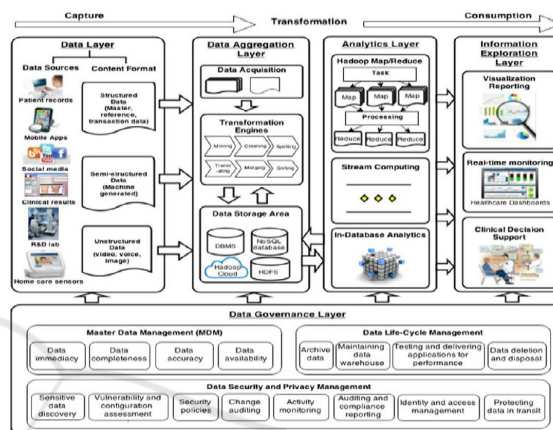 Capture
Transformation
Consumption
Data Layer
Data Sources
Content Format
Patient records
Mobile Apps
Social media
Clinical results
R&D lab
Home care sensors
Structured
Data
(Master,
reference,
transaction data)
Semi-structured
Data
(Machine
generated)
Unstructured
Data
(video, voice,
image)
Data Aggregation
Layer
Data Acquisition
Transformation
Engines
Moving
Cleaning
Splitting
Merging
Sorting
Data Storage Area
DBMS
NoSQL
database
Hadoop
Cloud
HDFS
Analytics Layer
Hadoop Map/Reduce
Task
Map
Map
Map
Processing
Reduce
Reduce
Reduce
Stream Computing
In-Database Analytics
Information
Exploration
Layer
Visualization
Reporting
Real-time monitoring
Healthcare Dashboards
Clinical Decision
Support
Data Governance Layer
Master Data Management (MDM)
Data
immediacy
Data
completeness
Data
accuracy
Data
availability
Data Life-Cycle Management
Archive
data
Maintaining
data
warehouse
Testing and delivering
applications for
performance
Data deletion
and disposal
Data Security and Privacy Management
Sensitive
data
discovery
Vulnerability and
configuration
assessment
Security
policies
Change
auditing
Activity
monitoring
Auditing and
compliance
reporting
Identity and access
management
Protecting
data in transit